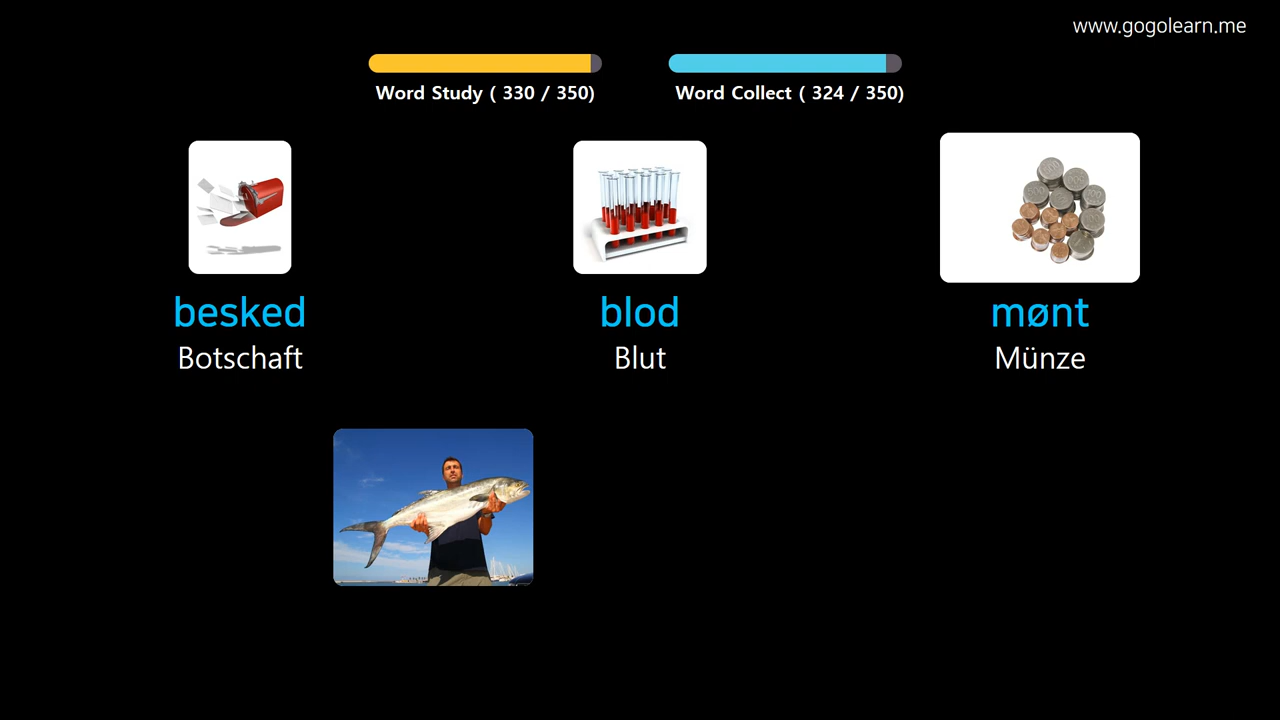 www.gogolearn.me
Word Study ( 330 / 350)
Word Collect ( 324 / 350)
besked
Botschaft
blod
Blut
mønt
Münze